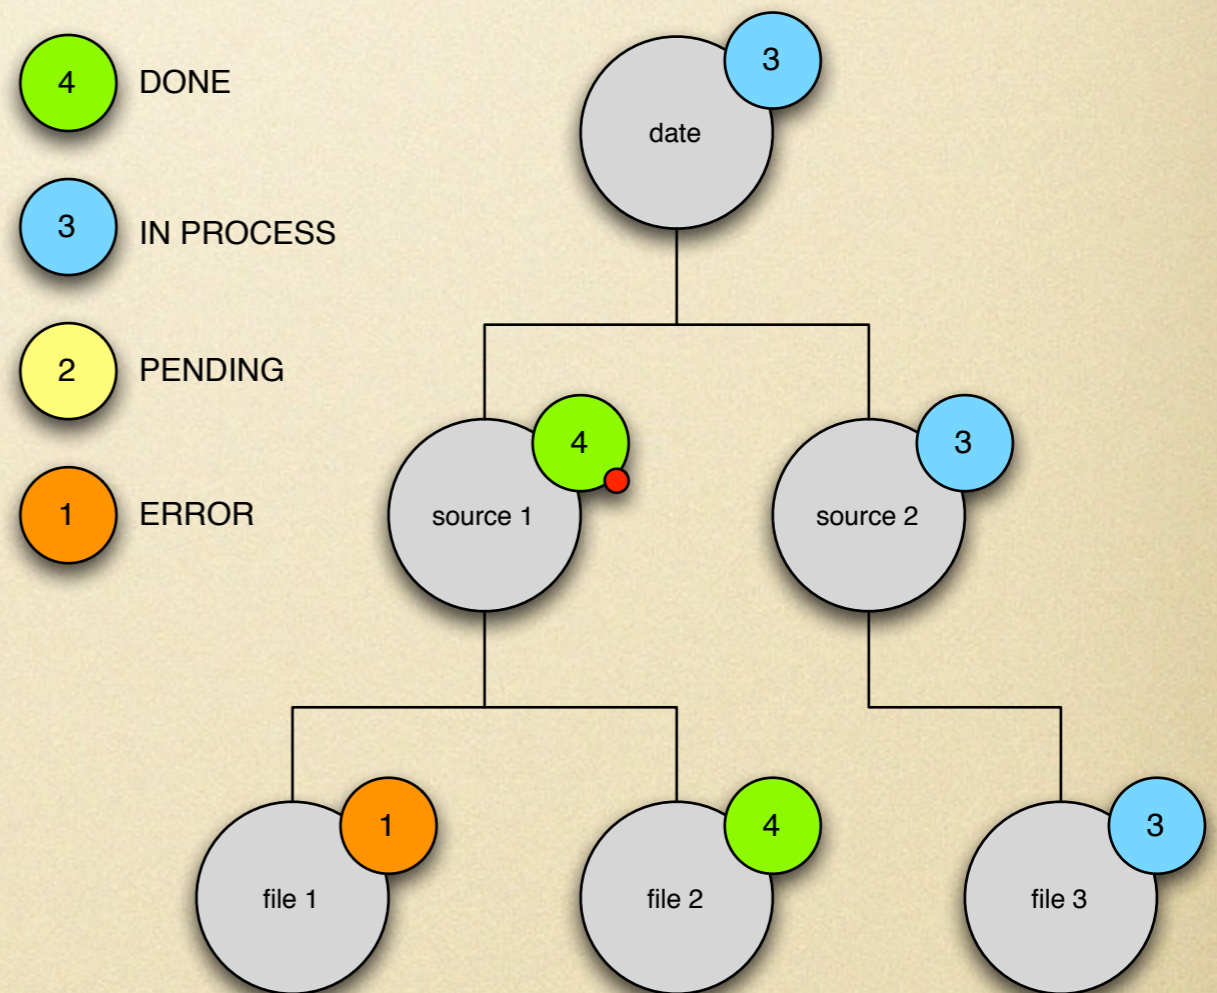 4 DONE
3 IN PROCESS
2 PENDING
1 ERROR
3
date
4
source 1
3
source 2
1
file 1
4
file 2
3
file 3